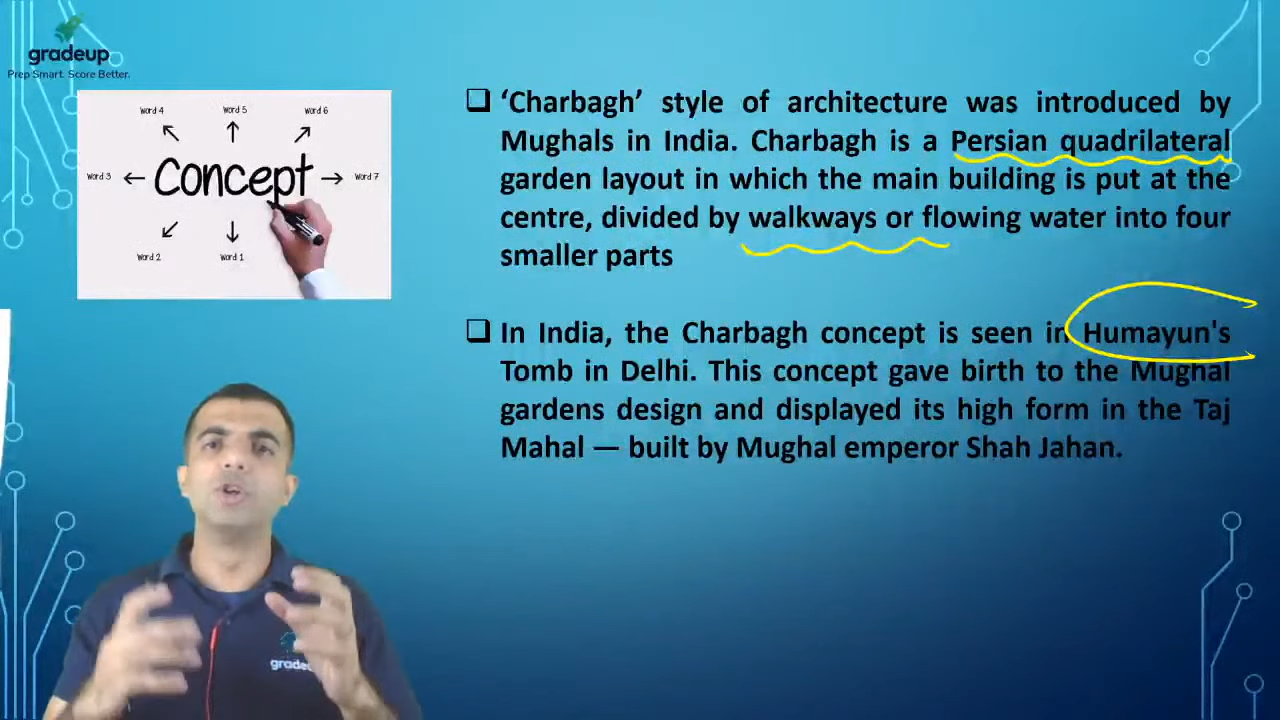 gradeup
Prep Smart. Score Better.
Word 4
Word 5
Word 6
Word 3
Concept
Word 7
Word 2
Word 1
‘Charbagh’ style of architecture was introduced by
Mughals in India. Charbagh is a Persian quadrilateral
garden layout in which the main building is put at the
centre, divided by walkways or flowing water into four
smaller parts
In India, the Charbagh concept is seen in Humayun's
Tomb in Delhi. This concept gave birth to the Mughal
gardens design and displayed its high form in the Taj
Mahal — built by Mughal emperor Shah Jahan.
gradeup